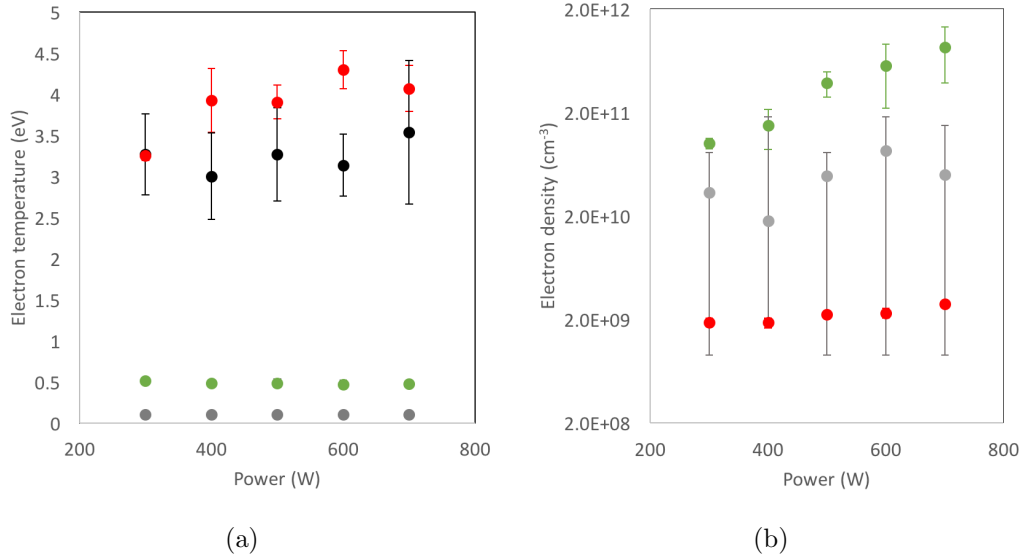 5
4.5
4
3.5
3
2.5
2
1.5
1
0.5
0
200
400
600
800
Electron temperature (eV)
Power (W)
(a)
2.0E+12
2.0E+11
2.0E+10
2.0E+09
2.0E+08
200
400
600
800
Electron density (cm⁻³)
Power (W)
(b)